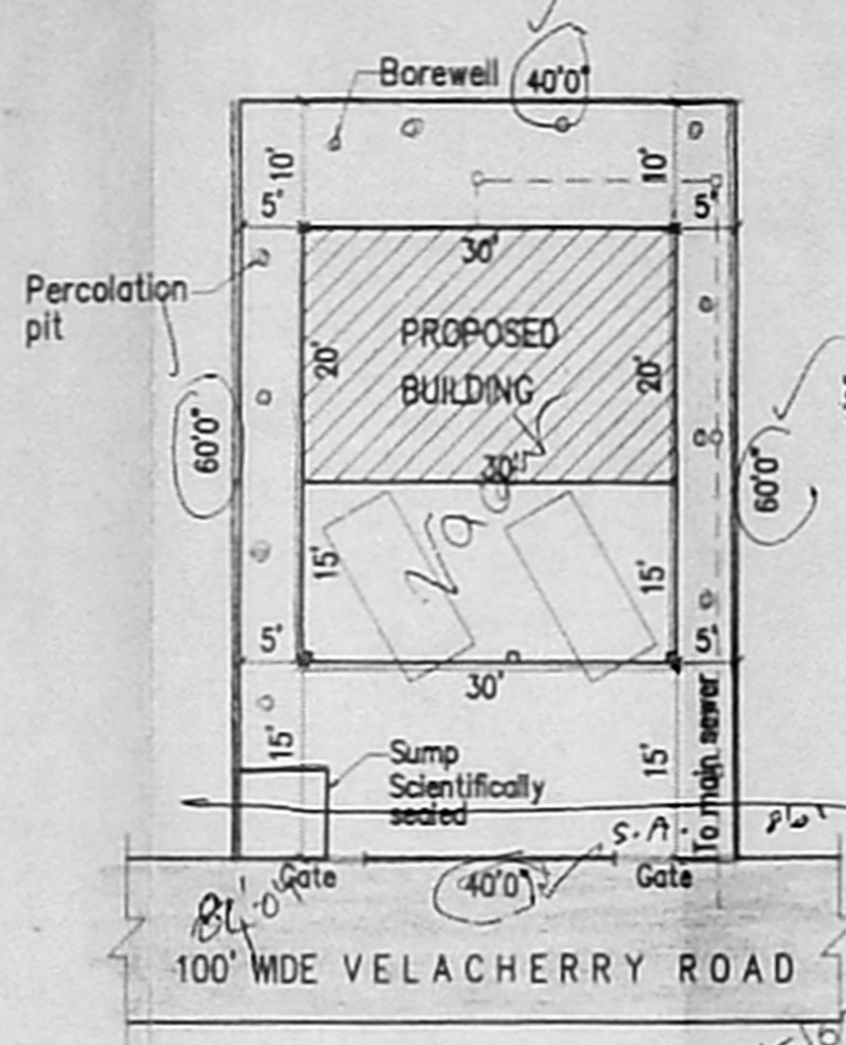 Borewell
40'0"
10'
10'
5'
5'
30'
Percolation
pit
PROPOSED
BUILDING
20'
20'
30'
60'0"
60'0"
15'
15'
5'
5'
30'
15'
15'
Sump
Scientifically
sealed
To main sewer
S.A.
Gate
40'0"
Gate
100' WIDE VELACHERRY ROAD